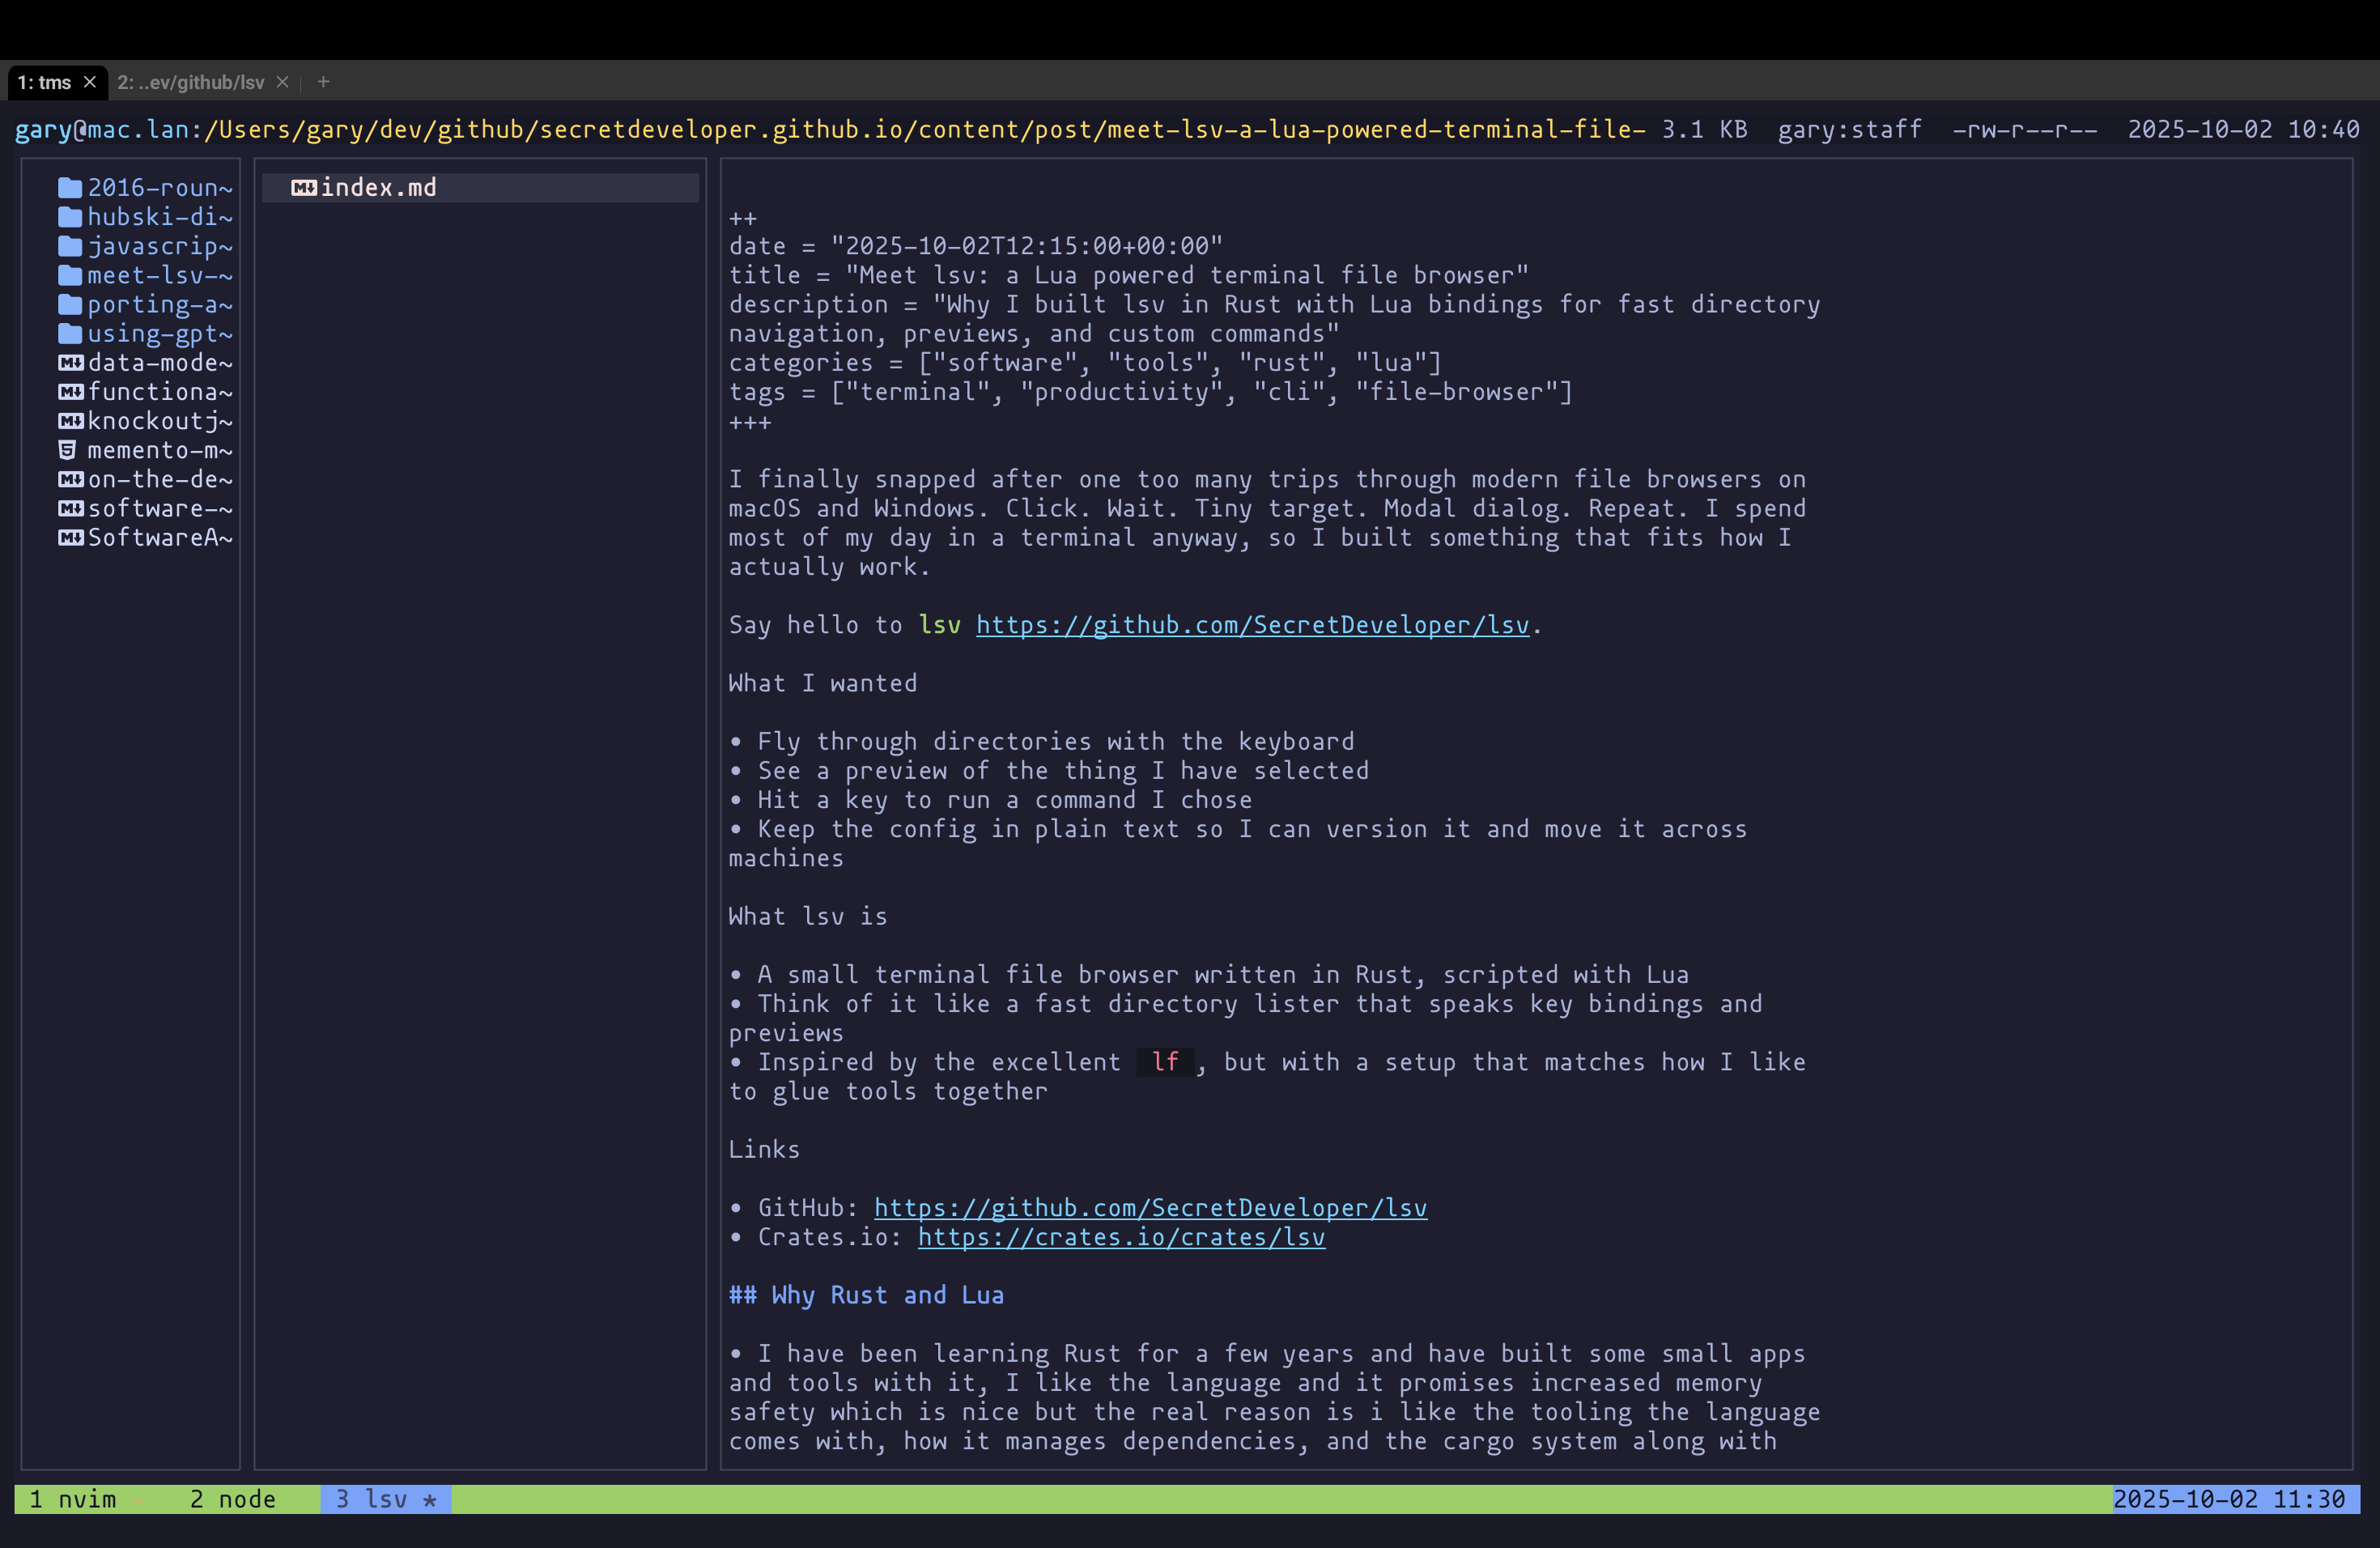 1: tms × 2: ..ev/github/lsv × +
gary@mac.lan:/Users/gary/dev/github/secretdeveloper.github.io/content/post/meet-lsv-a-lua-powered-terminal-file- 3.1 KB gary:staff -rw-r--r-- 2025-10-02 10:40
2016-roun~
hubski-di~
javascrip~
meet-lsv-~
porting-a~
using-gpt~
data-mode~
functiona~
knockoutj~
memento-m~
on-the-de~
software-~
SoftwareA~
index.md
++
date = "2025-10-02T12:15:00+00:00"
title = "Meet lsv: a Lua powered terminal file browser"
description = "Why I built lsv in Rust with Lua bindings for fast directory
navigation, previews, and custom commands"
categories = ["software", "tools", "rust", "lua"]
tags = ["terminal", "productivity", "cli", "file-browser"]
+++
I finally snapped after one too many trips through modern file browsers on
macOS and Windows. Click. Wait. Tiny target. Modal dialog. Repeat. I spend
most of my day in a terminal anyway, so I built something that fits how I
actually work.
Say hello to lsv https://github.com/SecretDeveloper/lsv.
What I wanted
• Fly through directories with the keyboard
• See a preview of the thing I have selected
• Hit a key to run a command I chose
• Keep the config in plain text so I can version it and move it across
machines
What lsv is
• A small terminal file browser written in Rust, scripted with Lua
• Think of it like a fast directory lister that speaks key bindings and
previews
• Inspired by the excellent lf , but with a setup that matches how I like
to glue tools together
Links
• GitHub: https://github.com/SecretDeveloper/lsv
• Crates.io: https://crates.io/crates/lsv
## Why Rust and Lua
• I have been learning Rust for a few years and have built some small apps
and tools with it, I like the language and it promises increased memory
safety which is nice but the real reason is i like the tooling the language
comes with, how it manages dependencies, and the cargo system along with
1 nvim - 2 node 3 lsv * 2025-10-02 11:30